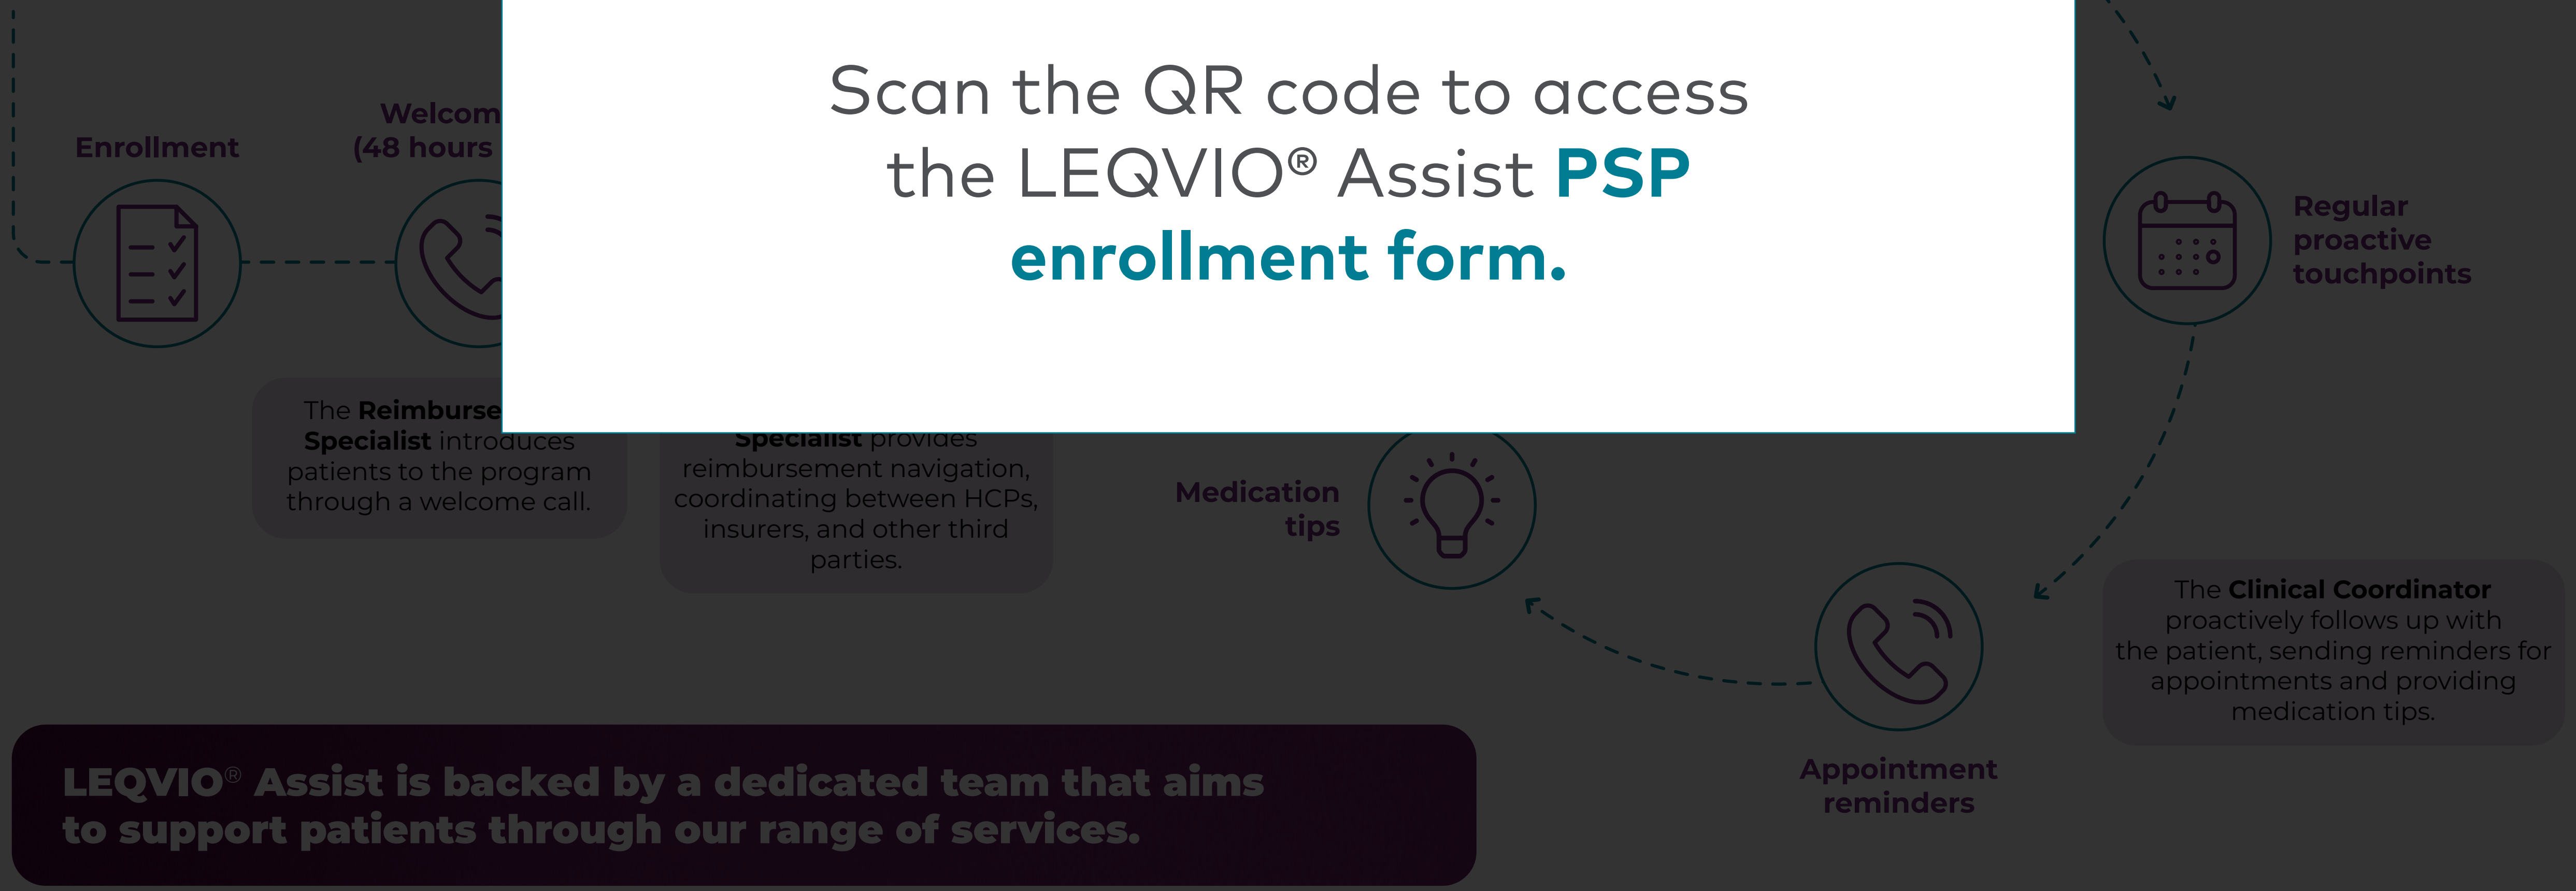 Scan the QR code to access
the LEQVIO® Assist PSP
enrollment form.
Enrollment
Welcom
(48 hours
The Reimburse
Specialist introduces
patients to the program
through a welcome call.
Specialist provides
reimbursement navigation,
coordinating between HCPs,
insurers, and other third
parties.
Regular
proactive
touchpoints
Medication
tips
The Clinical Coordinator
proactively follows up with
the patient, sending reminders for
appointments and providing
medication tips.
Appointment
reminders
LEQVIO® Assist is backed by a dedicated team that aims
to support patients through our range of services.